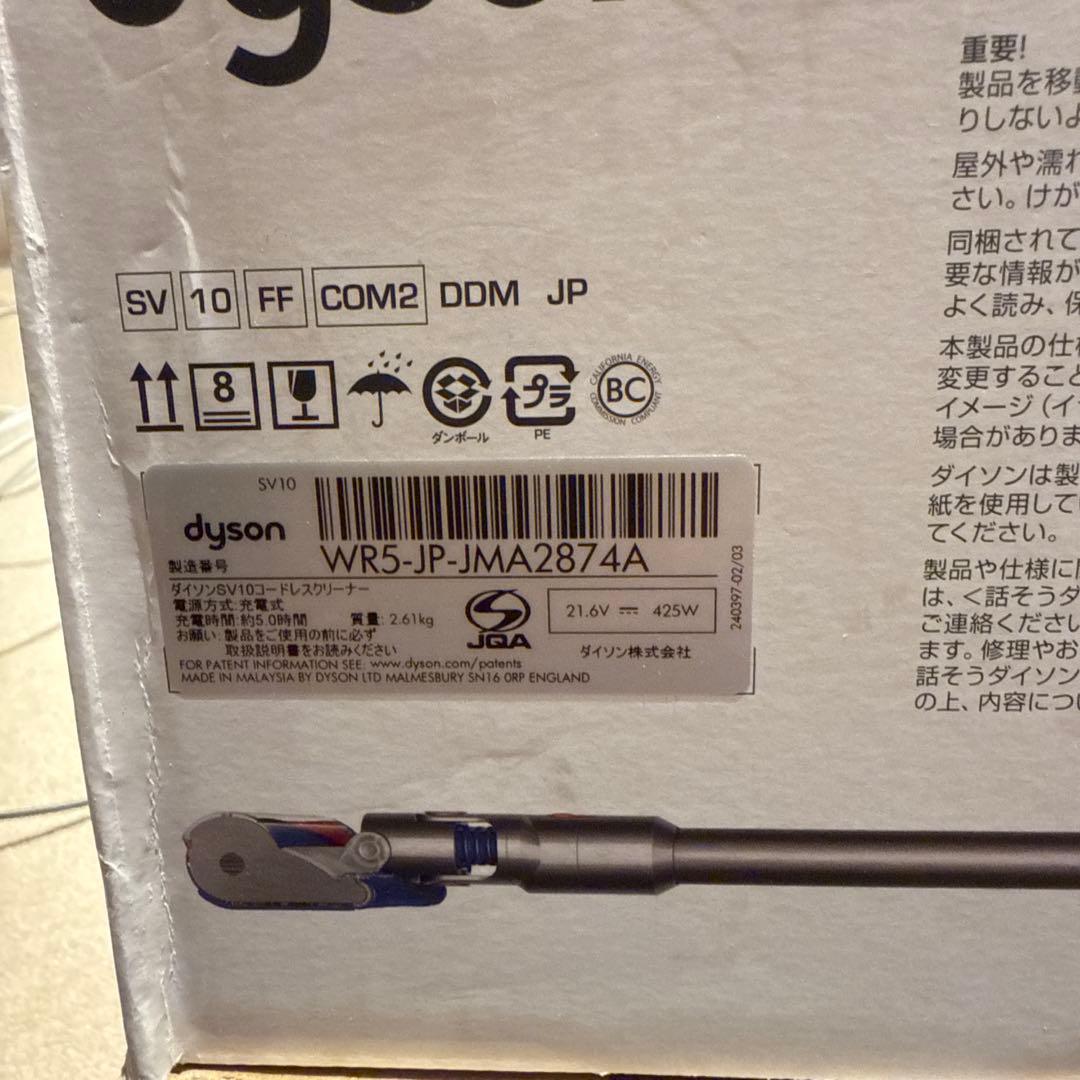 dyson
SV 10 FF COM2 DDM JP
8
ダンボール
プラ
PE
CALIFORNIA ENERGY COMMISSION COMPLIANT
BC
SV10
dyson
製造番号
WR5-JP-JMA2874A
ダイソンSV10コードレスクリーナー
電源方式:充電式
充電時間:約5.0時間 質量: 2.61kg
お願い: 製品をご使用の前に必ず
取扱説明書をお読みください
JQA
21.6V 425W
ダイソン株式会社
FOR PATENT INFORMATION SEE: www.dyson.com/patents
MADE IN MALAYSIA BY DYSON LTD MALMESBURY SN16 0RP ENGLAND
240397-02/03
重要!
製品を移動
りしないよ
屋外や濡れ
さい。けが
同梱されて
要な情報が
よく読み、保
本製品の仕様
変更すること
イメージ(イ
場合がありま
ダイソンは製
紙を使用して
てください。
製品や仕様に
は、<話そうダ
ご連絡くださ
ます。修理やお
話そうダイソン
の上、内容につ